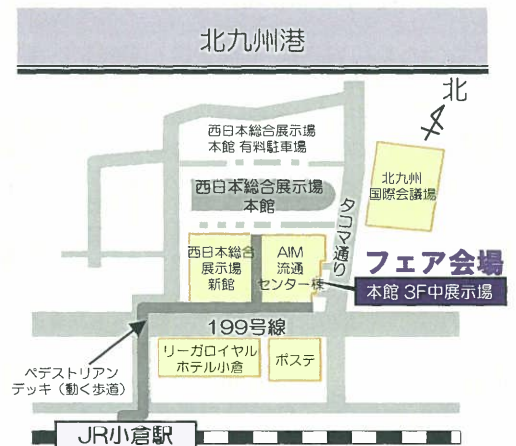 北九州港
北
西日本総合展示場
本館 有料駐車場
北九州
国際会議場
西日本総合展示場
本館
タコマ通り
西日本総合
展示場
新館
AIM
流通
センター棟
フェア会場
本館 3F中展示場
199号線
リーガロイヤル
ホテル小倉
ポステ
ペデストリアン
デッキ（動く歩道）
JR小倉駅